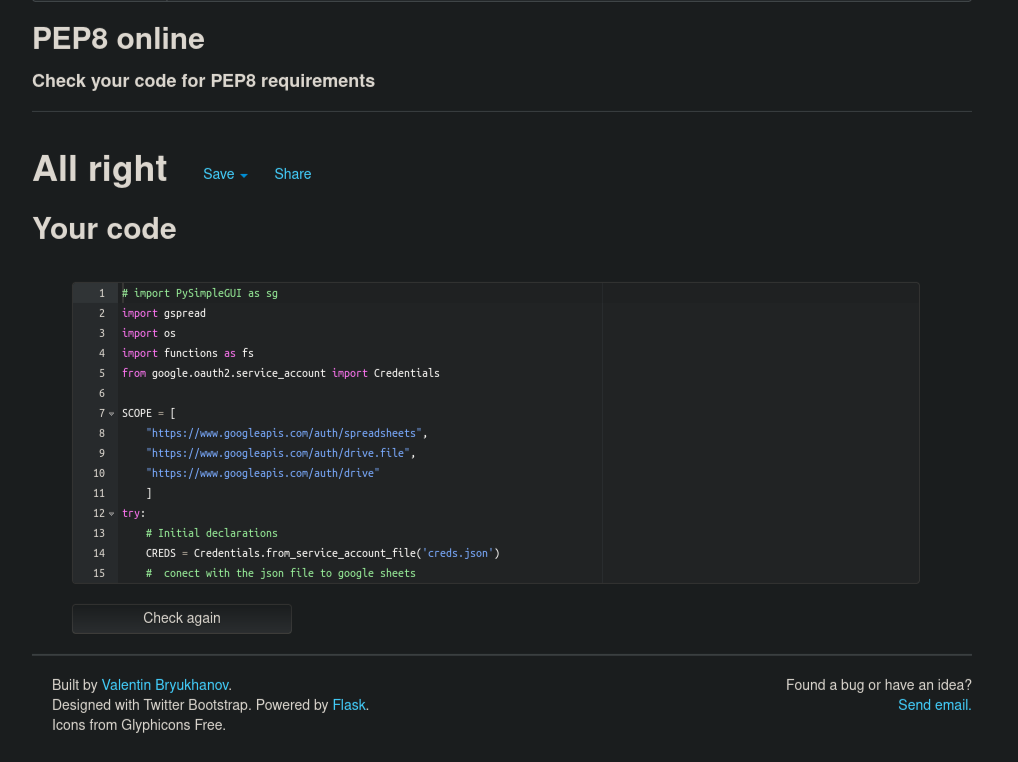 PEP8 online
Check your code for PEP8 requirements
All right Save Share
Your code
1 # import PySimpleGUI as sg
2 import gspread
3 import os
4 import functions as fs
5 from google.oauth2.service_account import Credentials
6
7 SCOPE = [
8 "https://www.googleapis.com/auth/spreadsheets",
9 "https://www.googleapis.com/auth/drive.file",
10 "https://www.googleapis.com/auth/drive"
11 ]
12 try:
13 # Initial declarations
14 CREDS = Credentials.from_service_account_file('creds.json')
15 #  conect with the json file to google sheets
Check again
Built by Valentin Bryukhanov.
Designed with Twitter Bootstrap. Powered by Flask.
Icons from Glyphicons Free.
Found a bug or have an idea?
Send email.